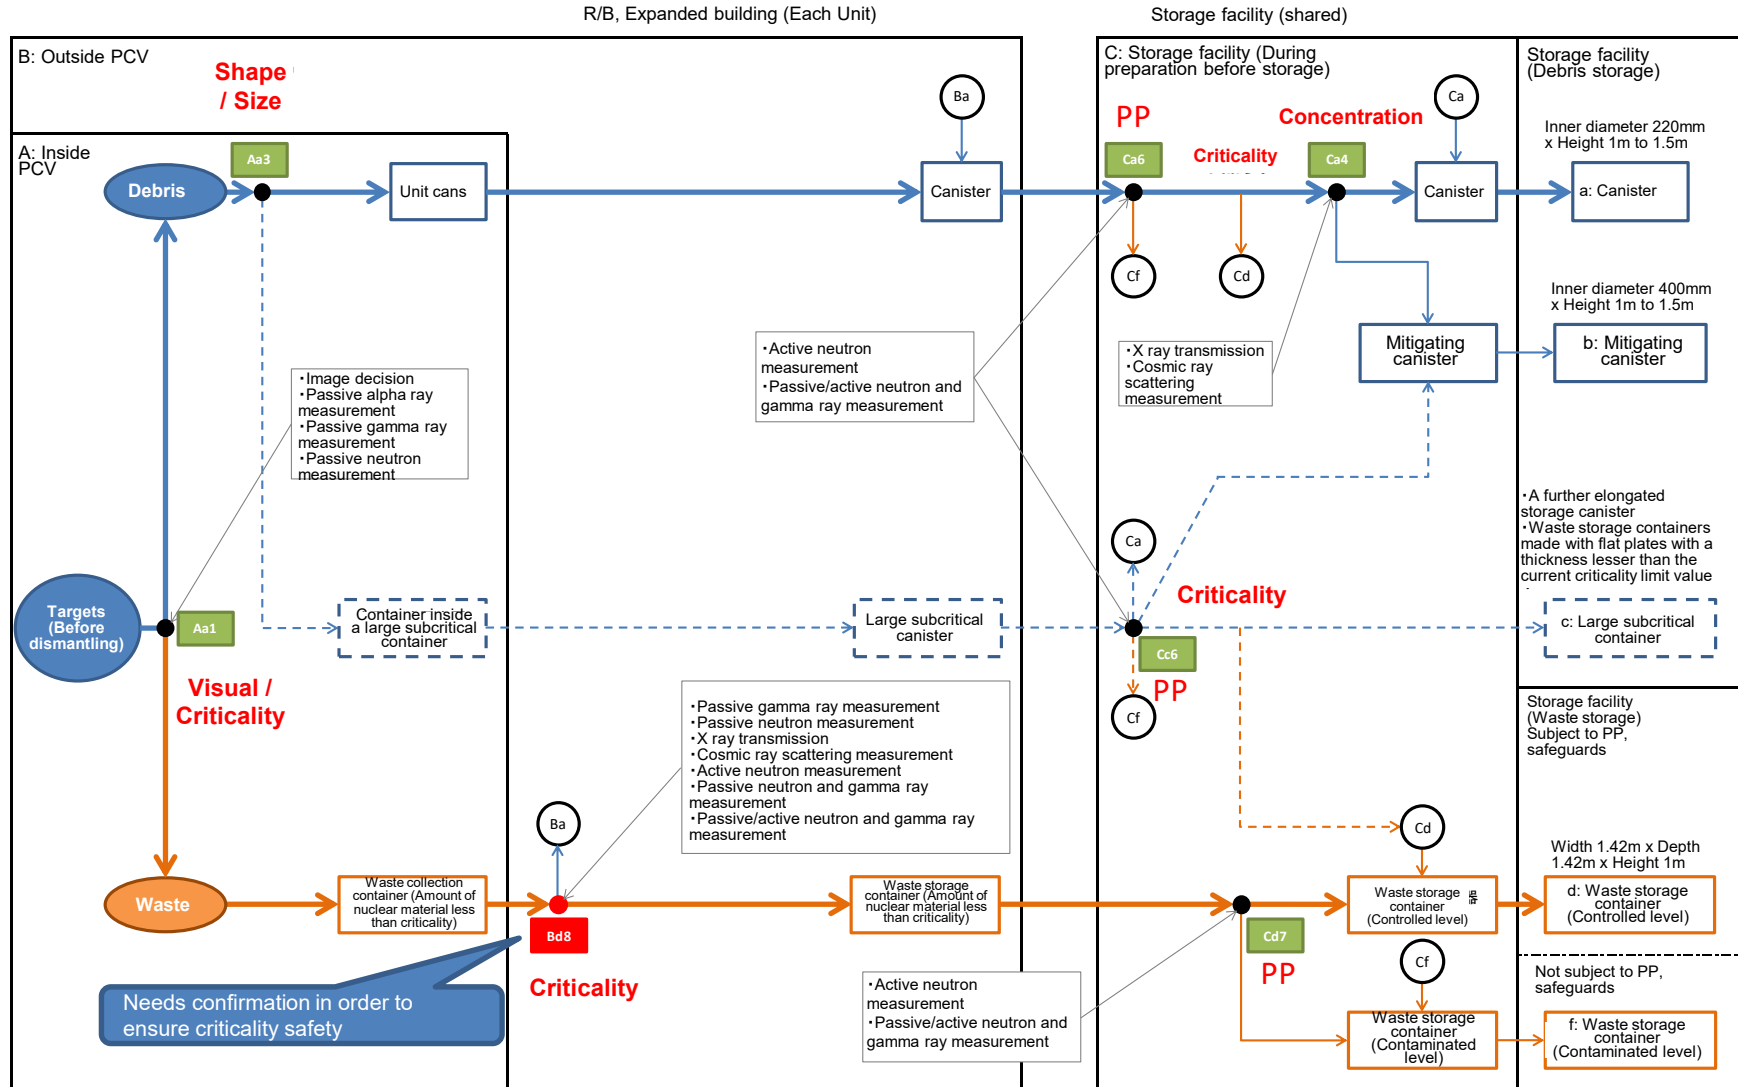 R/B, Expanded building (Each Unit)
Storage facility (shared)
B: Outside PCV
Shape
/ Size
A: Inside
PCV
Aa3
Debris
Unit cans
Ba
Canister
C: Storage facility (During
preparation before storage)
PP
Ca6
Criticality
Concentration
Ca4
Ca
Canister
Cf
Cd
Storage facility
(Debris storage)
Inner diameter 220mm
x Height 1m to 1.5m
a: Canister
Inner diameter 400mm
x Height 1m to 1.5m
Mitigating
canister
b: Mitigating
canister
・Image decision
・Passive alpha ray
measurement
・Passive gamma ray
measurement
・Passive neutron
measurement
・Active neutron
measurement
・Passive/active neutron and
gamma ray measurement
・X ray transmission
・Cosmic ray
scattering
measurement
・A further elongated
storage canister
・Waste storage containers
made with flat plates with a
thickness lesser than the
current criticality limit value
Targets
(Before
dismantling)
Aa1
Visual /
Criticality
Container inside
a large subcritical
container
Large subcritical
canister
Ca
Criticality
Cc6
PP
Cf
c: Large subcritical
container
Storage facility
(Waste storage)
Subject to PP,
safeguards
・Passive gamma ray measurement
・Passive neutron measurement
・X ray transmission
・Cosmic ray scattering measurement
・Active neutron measurement
・Passive neutron and gamma ray
measurement
・Passive/active neutron and gamma ray
measurement
Ba
Cd
Width 1.42m x Depth
1.42m x Height 1m
Waste
Waste collection
container (Amount of
nuclear material less
than criticality)
Bd8
Criticality
Waste storage
container (Amount of
nuclear material less
than criticality)
Cd7
PP
Waste storage
container
(Controlled level)
d: Waste storage
container
(Controlled level)
Needs confirmation in order to
ensure criticality safety
・Active neutron
measurement
・Passive/active neutron and
gamma ray measurement
Cf
Waste storage
container
(Contaminated
level)
Not subject to PP,
safeguards
f: Waste storage
container
(Contaminated level)